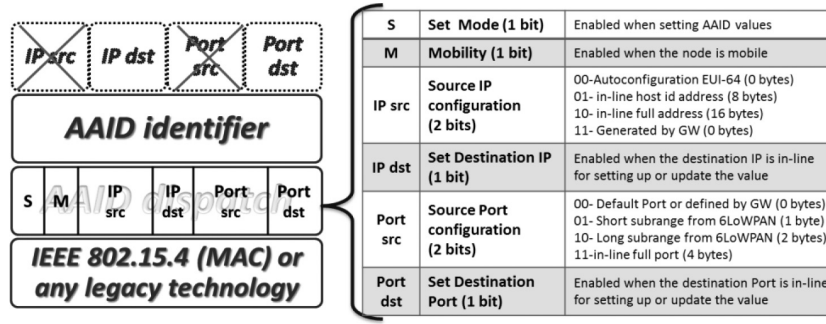 IP src
IP dst
Port
src
Port
dst
AAID identifier
AAID dispatch
S
M
IP
src
IP
dst
Port
src
Port
dst
IEEE 802.15.4 (MAC) or
any legacy technology
S
Set Mode (1 bit)
Enabled when setting AAID values
M
Mobility (1 bit)
Enabled when the node is mobile
IP src
Source IP
configuration
(2 bits)
00-Autoconfiguration EUI-64 (0 bytes)
01- in-line host id address (8 bytes)
10- in-line full address (16 bytes)
11- Generated by GW (0 bytes)
IP dst
Set Destination IP
(1 bit)
Enabled when the destination IP is in-line
for setting up or update the value
Port
src
Source Port
configuration
(2 bits)
00- Default Port or defined by GW (0 bytes)
01- Short subrange from 6LoWPAN (1 byte)
10- Long subrange from 6LoWPAN (2 bytes)
11-in-line full port (4 bytes)
Port
dst
Set Destination
Port (1 bit)
Enabled when the destination Port is in-line
for setting up or update the value